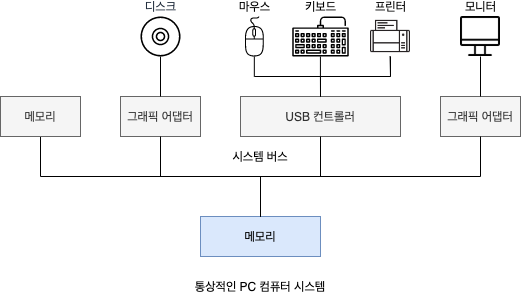 디스크
마우스
키보드
프린터
모니터
메모리
그래픽 어댑터
USB 컨트롤러
그래픽 어댑터
시스템 버스
메모리
통상적인 PC 컴퓨터 시스템